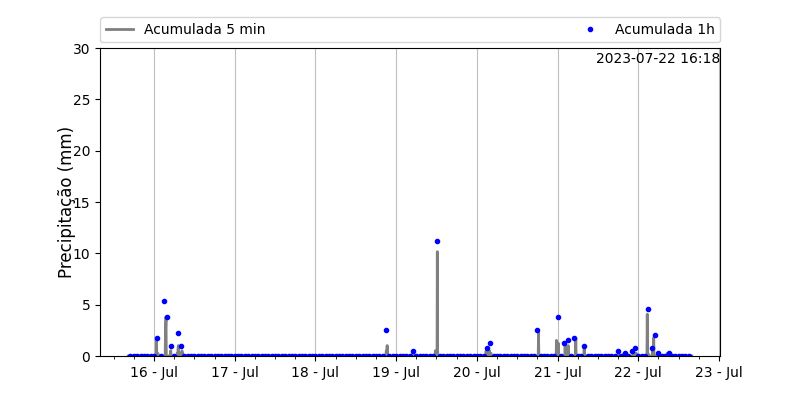 Acumulada 5 min
Acumulada 1h
2023-07-22 16:18
Precipitação (mm)
30
25
20
15
10
5
0
16 - Jul
17 - Jul
18 - Jul
19 - Jul
20 - Jul
21 - Jul
22 - Jul
23 - Jul